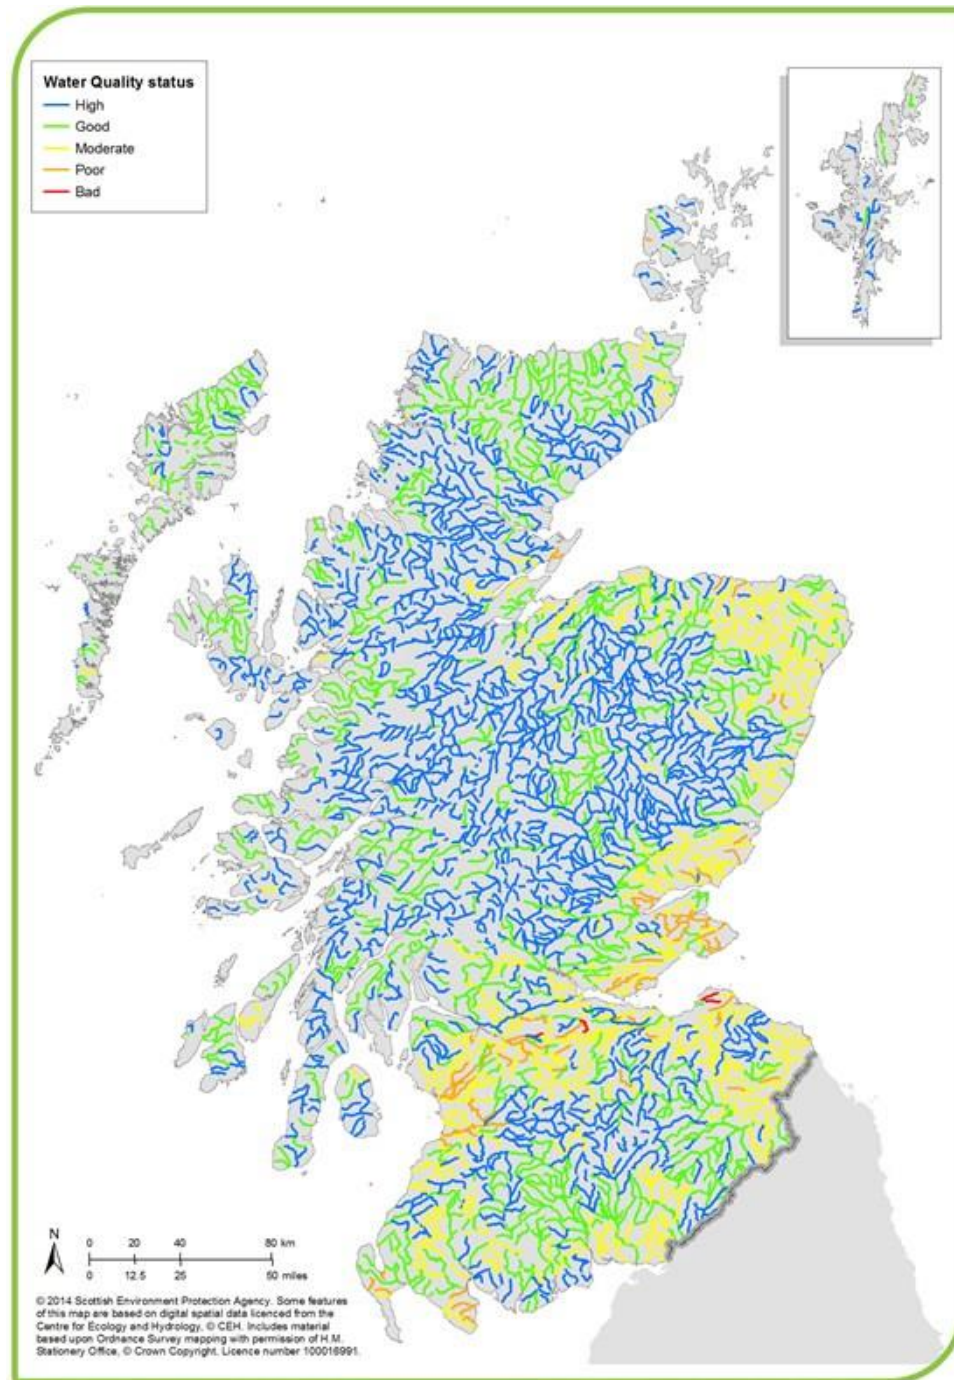 Water Quality status
High
Good
Moderate
Poor
Bad
N
0 20 40 80 km
0 12.5 25 50 miles
© 2014 Scottish Environment Protection Agency. Some features
of this map are based on digital spatial data licenced from the
Centre for Ecology and Hydrology, © CEH. Includes material
based upon Ordnance Survey mapping with permission of H.M.
Stationery Office, © Crown Copyright. Licence number 100016991.